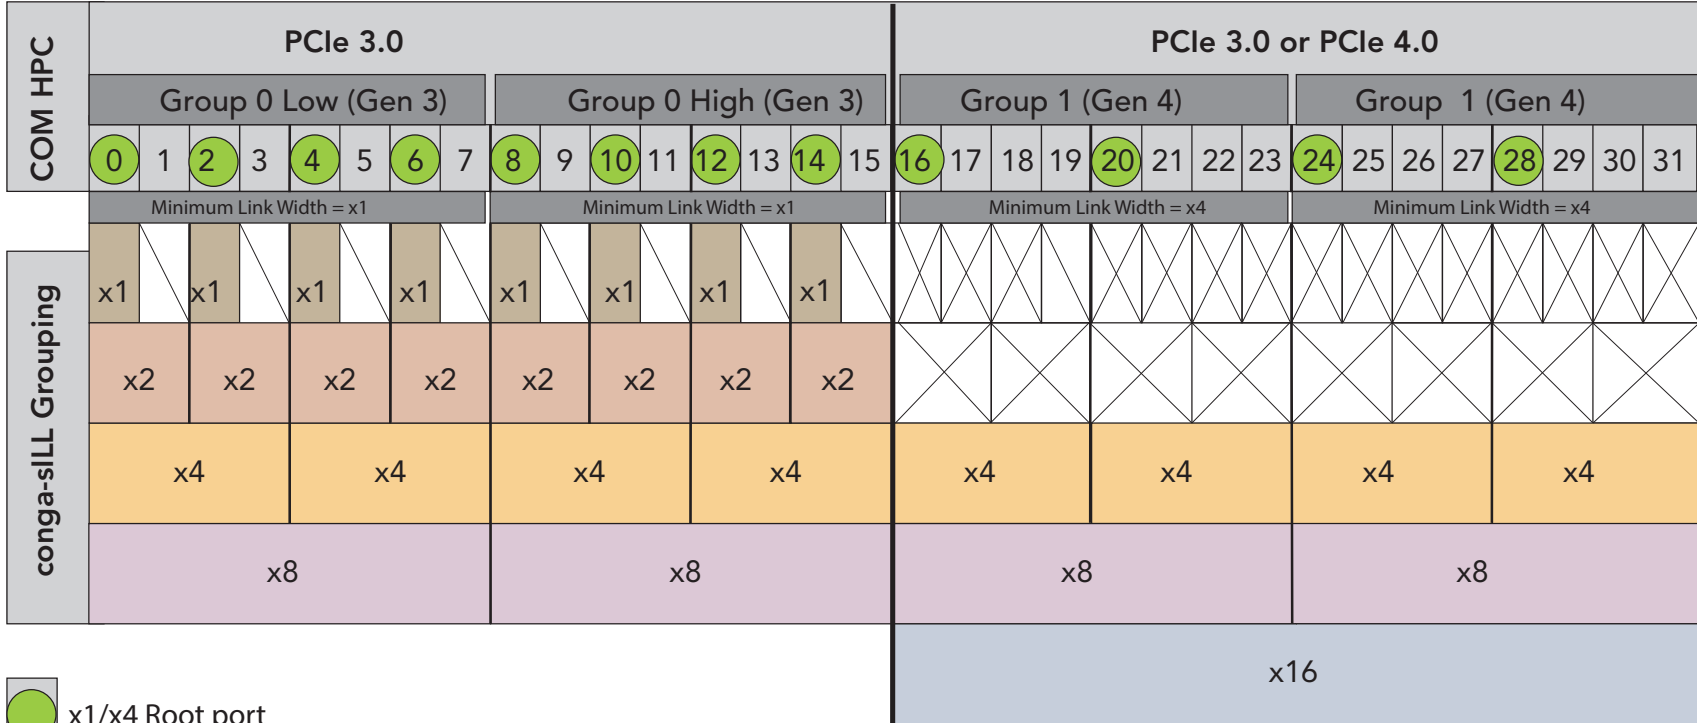 COM HPC
PCIe 3.0
PCIe 3.0 or PCIe 4.0
Group 0 Low (Gen 3)
Group 0 High (Gen 3)
Group 1 (Gen 4)
Group 1 (Gen 4)
0 1 2 3 4 5 6 7 8 9 10 11 12 13 14 15 16 17 18 19 20 21 22 23 24 25 26 27 28 29 30 31
Minimum Link Width = x1
Minimum Link Width = x1
Minimum Link Width = x4
Minimum Link Width = x4
conga-sILL Grouping
x1 x1 x1 x1 x1 x1 x1 x1
x2 x2 x2 x2 x2 x2 x2 x2
x4 x4 x4 x4 x4 x4 x4 x4
x8 x8 x8 x8
x16
x1/x4 Root port